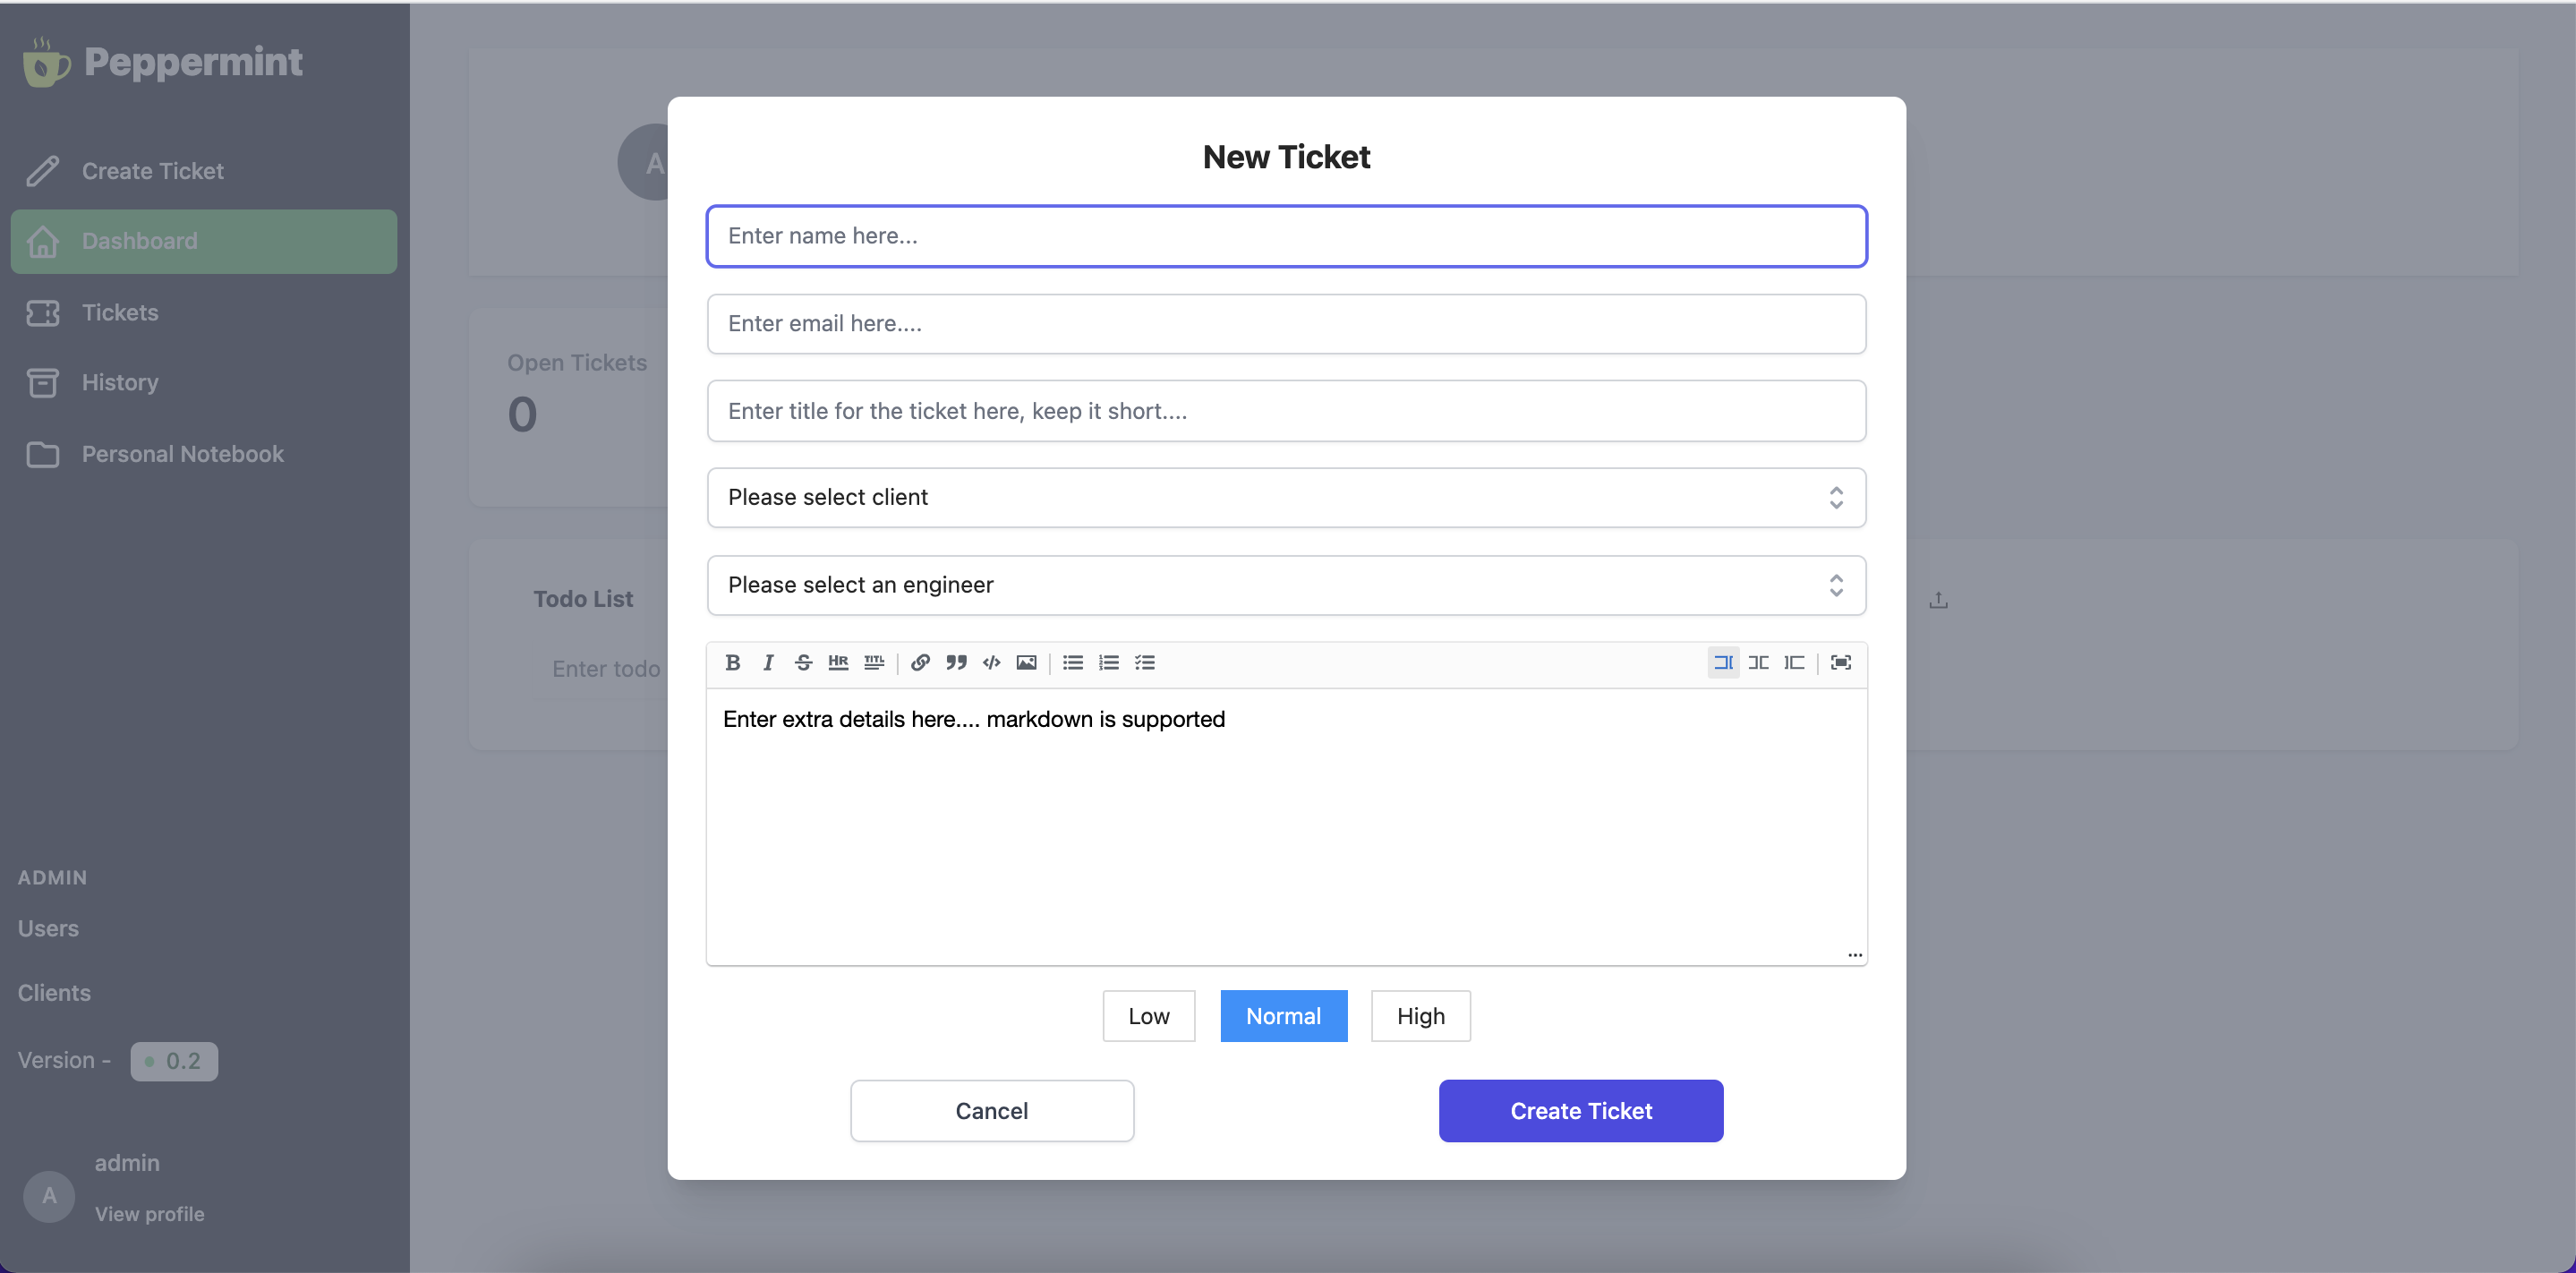 Peppermint
Create Ticket
Dashboard
Tickets
History
Personal Notebook
ADMIN
Users
Clients
Version - 0.2
A
admin
View profile
A
Open Tickets
0
Todo List
Enter todo
New Ticket
Enter name here...
Enter email here....
Enter title for the ticket here, keep it short....
Please select client
Please select an engineer
B I S HR TITL
Enter extra details here.... markdown is supported
Low Normal High
Cancel Create Ticket